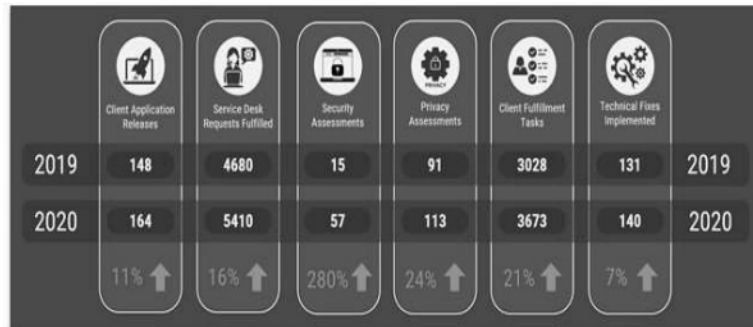 PRIVACY
Client Application
Releases
Service Desk
Requests Fulfilled
Security
Assessments
Privacy
Assessments
Client Fulfillment
Tasks
Technical Fixes
Implemented
2019 148 4680 15 91 3028 131 2019
2020 164 5410 57 113 3673 140 2020
11% 16% 280% 24% 21% 7%